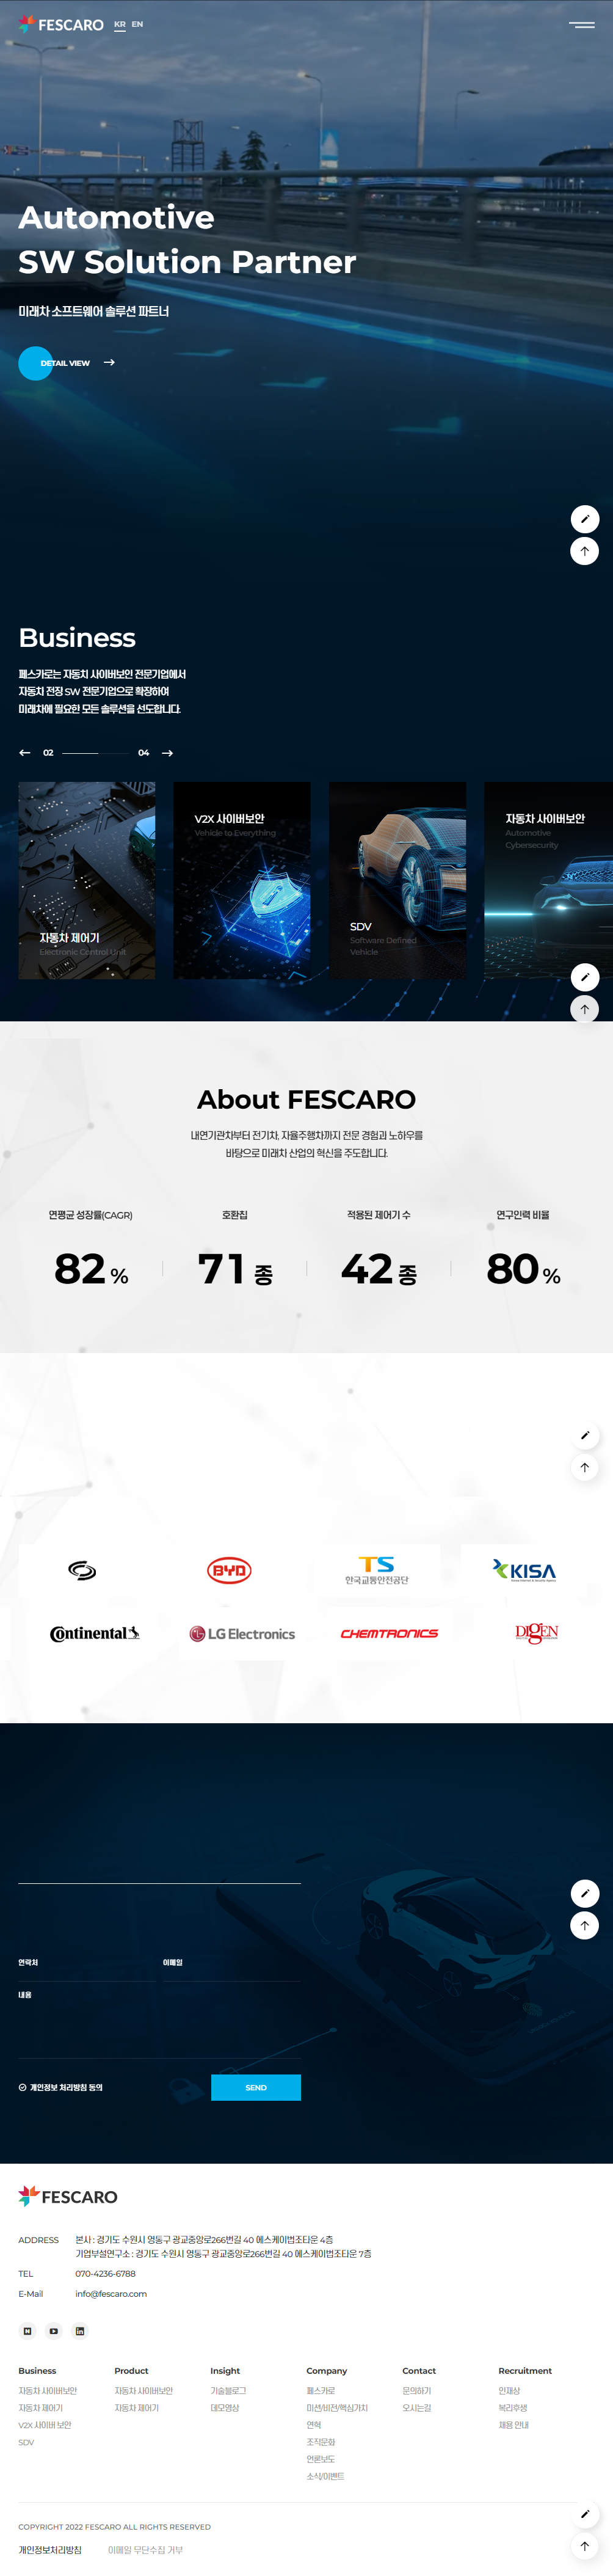 FESCARO KR EN
Automotive
SW Solution Partner
미래차 소프트웨어 솔루션 파트너
DETAIL VIEW
Business
페스카로는 자동차 사이버보안 전문기업에서
자동차 전장 SW 전문기업으로 확장하여
미래차에 필요한 모든 솔루션을 선도합니다.
02 04
자동차 제어기
Electronic Control Unit
V2X 사이버보안
Vehicle to Everything
SDV
Software Defined
Vehicle
자동차 사이버보안
Automotive
Cybersecurity
About FESCARO
내연기관차부터 전기차, 자율주행차까지 전문 경험과 노하우를
바탕으로 미래차 산업의 혁신을 주도합니다.
연평균 성장률(CAGR) 호환칩 적용된 제어기 수 연구인력 비율
82 % 71 종 42 종 80 %
BYD
TS
한국교통안전공단
KISA
Continental
LG Electronics
CHEMTRONICS
DIGEN
연락처 이메일
내용
개인정보 처리방침 동의 SEND
FESCARO
ADDRESS 본사 : 경기도 수원시 영통구 광교중앙로266번길 40 에스케이법조타운 4층
기업부설연구소 : 경기도 수원시 영통구 광교중앙로266번길 40 에스케이법조타운 7층
TEL 070-4236-6788
E-Mail info@fescaro.com
Business Product Insight Company Contact Recruitment
자동차 사이버보안 자동차 사이버보안 기술블로그 페스카로 문의하기 인재상
자동차 제어기 자동차 제어기 데모영상 미션/비전/핵심가치 오시는길 복리후생
V2X 사이버 보안 연혁 채용 안내
SDV 조직문화
언론보도
소식/이벤트
COPYRIGHT 2022 FESCARO ALL RIGHTS RESERVED
개인정보처리방침 이메일 무단수집 거부